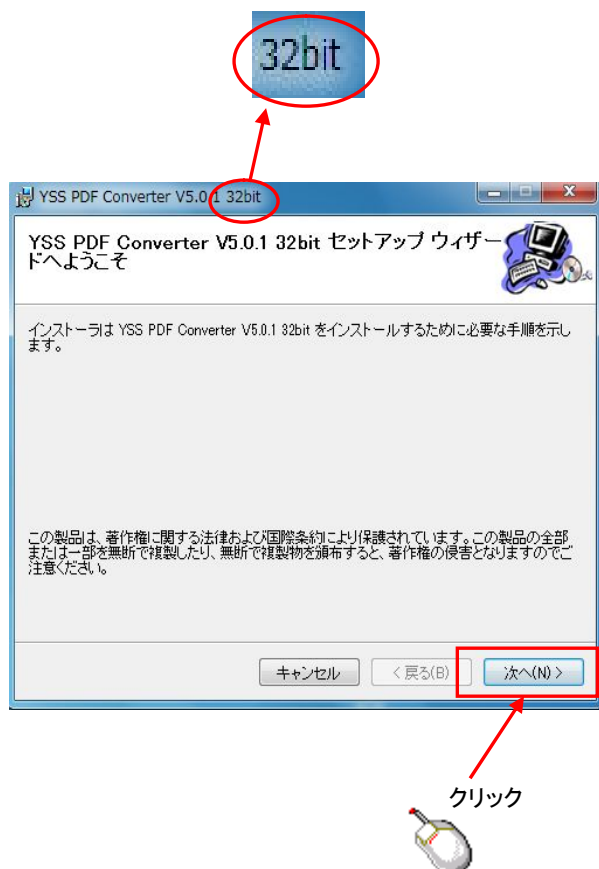 32bit
YSS PDF Converter V5.0.1 32bit
YSS PDF Converter V5.0.1 32bit セットアップ ウィザー
ドへようこそ
インストーラは YSS PDF Converter V5.0.1 32bit をインストールするために必要な手順を示し
ます。
この製品は、著作権に関する法律および国際条約により保護されています。この製品の全部
または一部を無断で複製したり、無断で複製物を頒布すると、著作権の侵害となりますのでご
注意ください。
キャンセル
< 戻る(B)
次へ(N) >
クリック